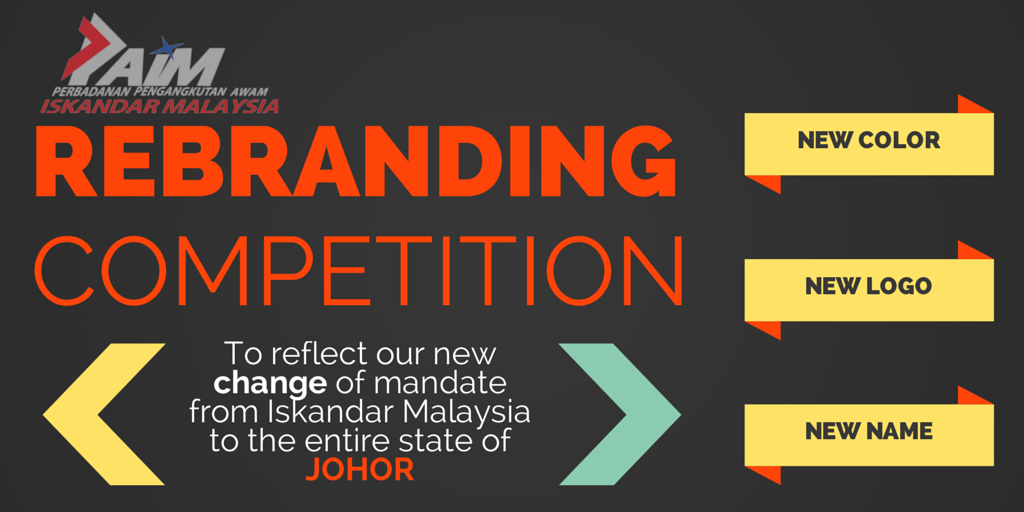 PAIM
PERBADANAN PENGANGKUTAN AWAM
ISKANDAR MALAYSIA
REBRANDING
COMPETITION
To reflect our new
change of mandate
from Iskandar Malaysia
to the entire state of
JOHOR
NEW COLOR
NEW LOGO
NEW NAME